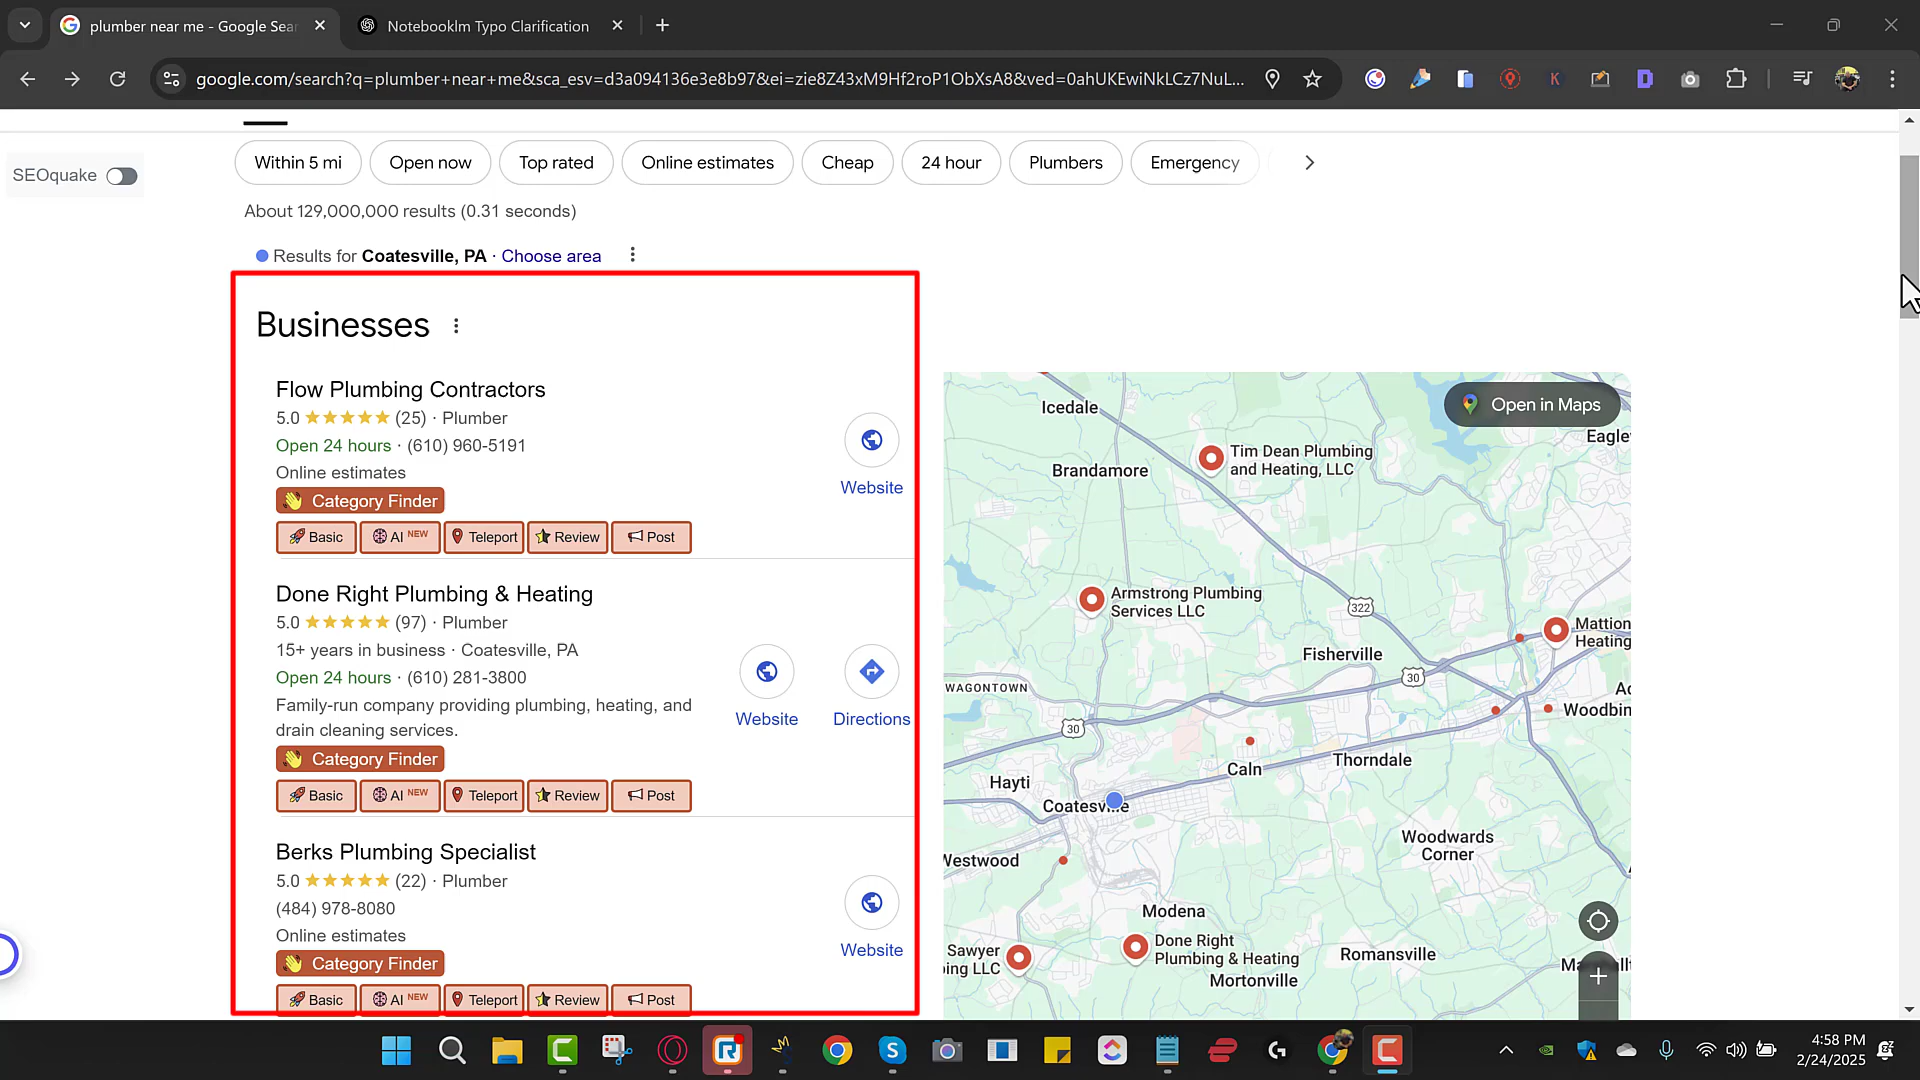 plumber near me - Google Sear
Notebooklm Typo Clarification
google.com/search?q=plumber+near+me&sca_esv=d3a094136e3e8b97&ei=zie8Z43xM9Hf2roP1ObXsA8&ved=0ahUKEwiNkLCz7NuL...
SEOquake
Within 5 mi
Open now
Top rated
Online estimates
Cheap
24 hour
Plumbers
Emergency
About 129,000,000 results (0.31 seconds)
Results for Coatesville, PA · Choose area
Businesses
Flow Plumbing Contractors
5.0 (25) · Plumber
Open 24 hours · (610) 960-5191
Online estimates
Category Finder
Basic
AI NEW
Teleport
Review
Post
Website
Done Right Plumbing & Heating
5.0 (97) · Plumber
15+ years in business · Coatesville, PA
Open 24 hours · (610) 281-3800
Family-run company providing plumbing, heating, and
drain cleaning services.
Category Finder
Basic
AI NEW
Teleport
Review
Post
Website
Directions
Berks Plumbing Specialist
5.0 (22) · Plumber
(484) 978-8080
Online estimates
Category Finder
Basic
AI NEW
Teleport
Review
Post
Website
Open in Maps
Icedale
Eagle
Brandamore
Tim Dean Plumbing
and Heating, LLC
Armstrong Plumbing
Services LLC
322
Mattion
Heating
Fisherville
30
WAGONTOWN
Woodbin
30
Caln
Thorndale
Hayti
Coatesville
Woodwards
Corner
Westwood
Modena
Done Right
Plumbing & Heating
Sawyer
ing LLC
Romansville
Mortonville
4:58 PM
2/24/2025